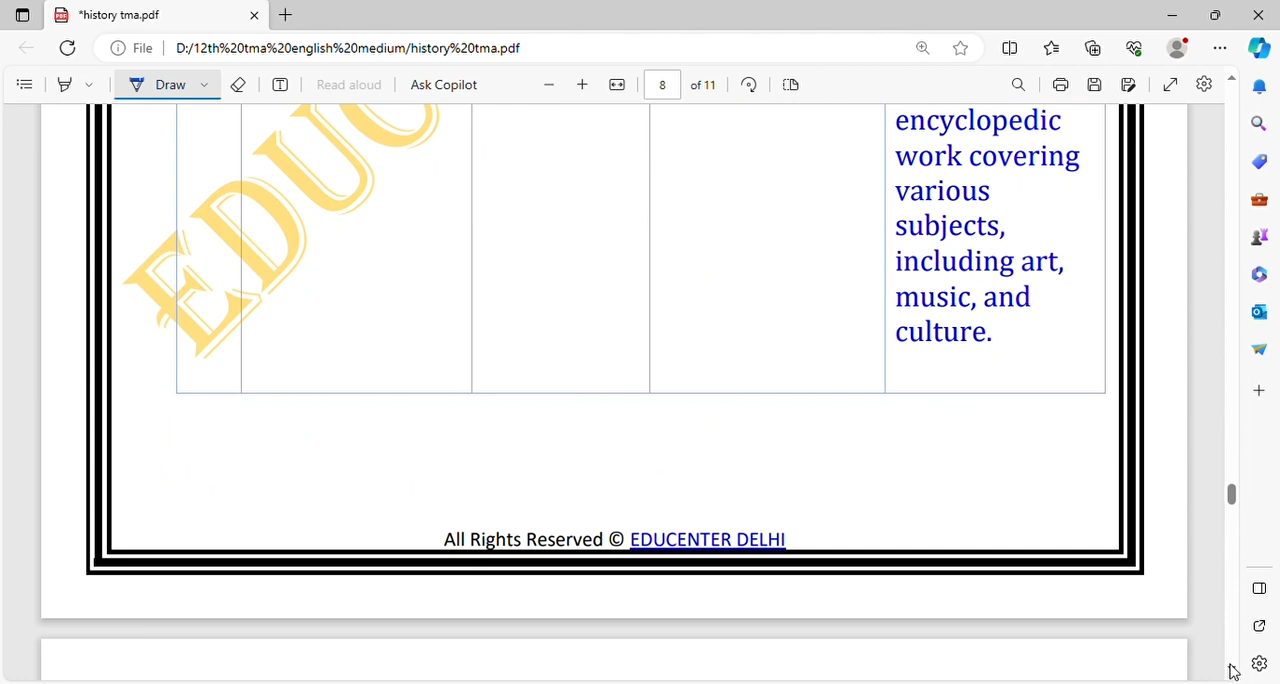 *history tma.pdf
File
D:/12th%20tma%20english%20medium/history%20tma.pdf
Draw
Read aloud
Ask Copilot
8
of 11
EDUC
encyclopedic
work covering
various
subjects,
including art,
music, and
culture.
All Rights Reserved © EDUCENTER DELHI